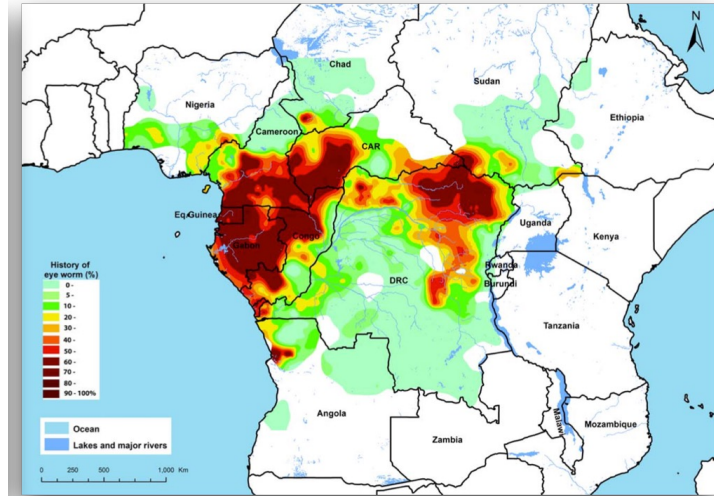 N
Chad
Sudan
Nigeria
Ethiopia
Cameroon
CAR
Eq.Guinea
Congo
Gabon
Uganda
Kenya
Rwanda
Burundi
DRC
Tanzania
Angola
Zambia
Malawi
Mozambique
History of
eye worm (%)
0 -
5 -
10 -
20 -
30 -
40 -
50 -
60 -
70 -
80 -
90 - 100%
Ocean
Lakes and major rivers
0 250 500 1,000 Km